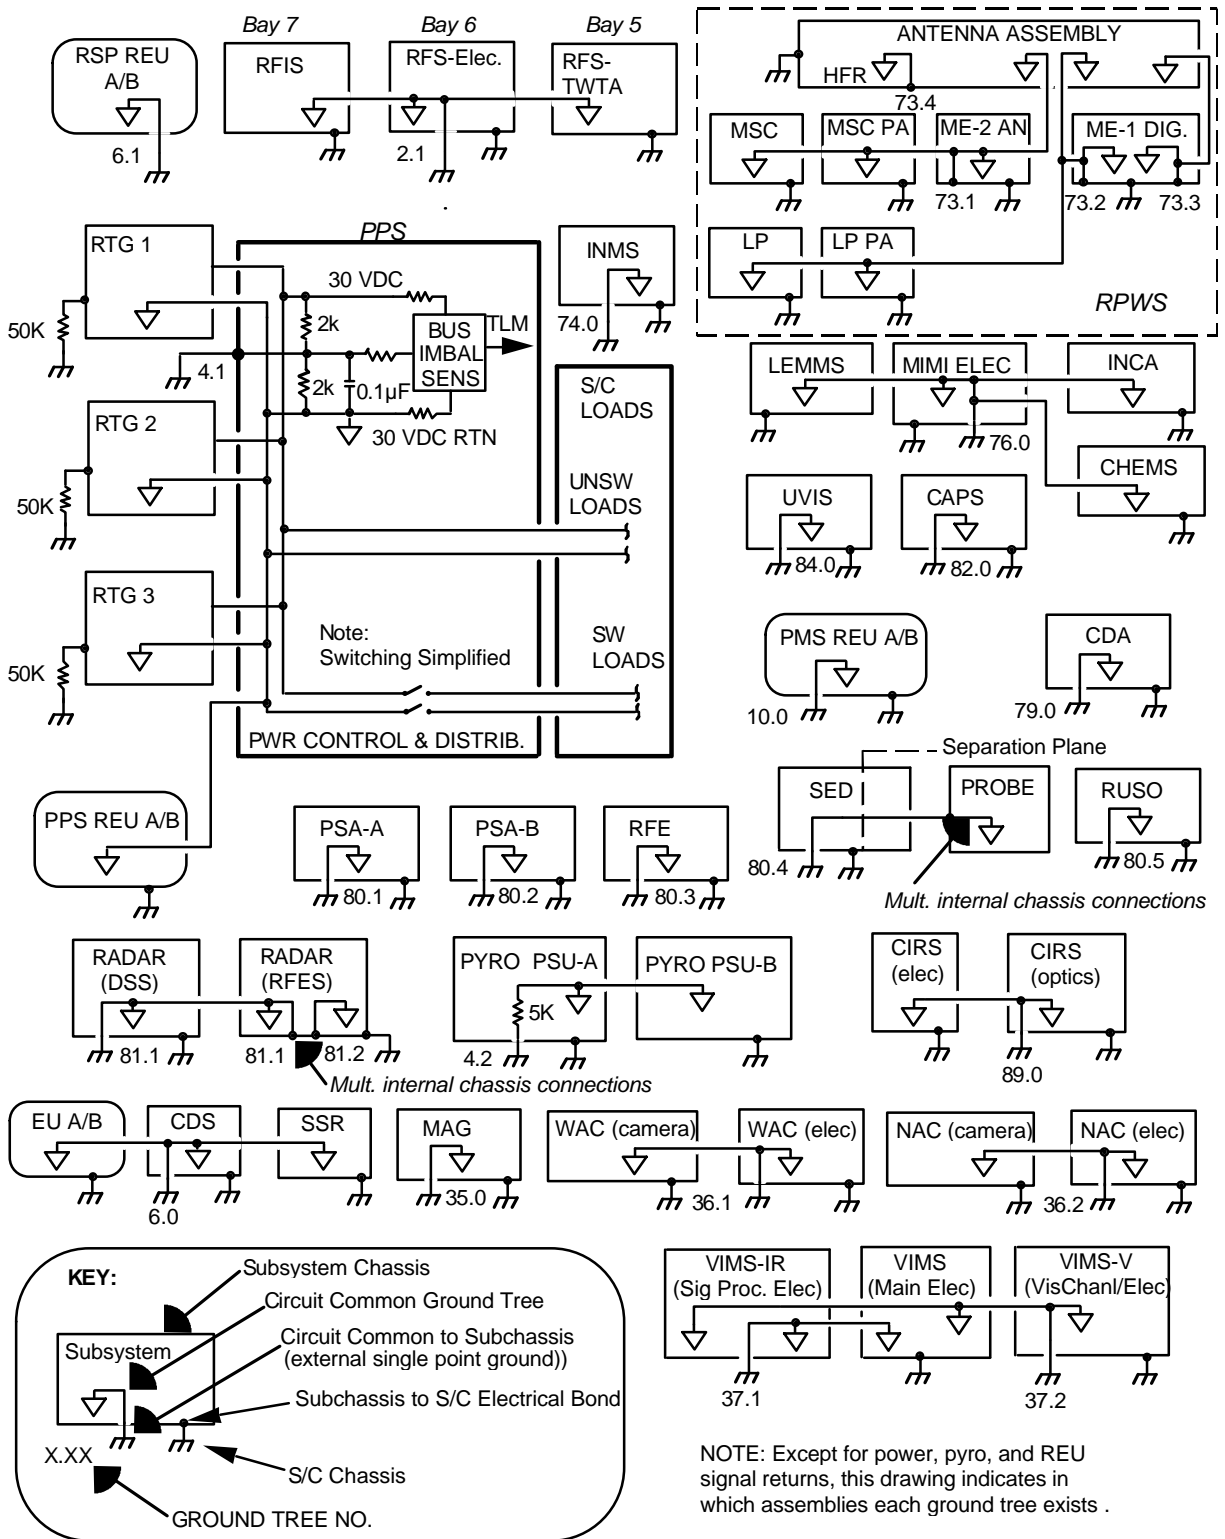 Bay 7
Bay 6
Bay 5
RSP REU
A/B
6.1
RFIS
RFS-Elec.
2.1
RFS-
TWTA
ANTENNA ASSEMBLY
HFR
73.4
MSC
MSC PA
ME-2 AN
ME-1 DIG.
73.1
73.2
73.3
LP
LP PA
RPWS
RTG 1
50K
PPS
30 VDC
2k
BUS
IMBAL
SENS
TLM
4.1
2k
0.1µF
30 VDC RTN
RTG 2
50K
RTG 3
50K
Note:
Switching Simplified
PWR CONTROL & DISTRIB.
INMS
74.0
S/C
LOADS
UNSW
LOADS
SW
LOADS
LEMMS
MIMI ELEC
INCA
76.0
CHEMS
UVIS
84.0
CAPS
82.0
PMS REU A/B
10.0
CDA
79.0
Separation Plane
SED
PROBE
RUSO
80.4
80.5
Mult. internal chassis connections
PPS REU A/B
PSA-A
80.1
PSA-B
80.2
RFE
80.3
RADAR
(DSS)
81.1
RADAR
(RFES)
81.1
81.2
Mult. internal chassis connections
PYRO PSU-A
5K
4.2
PYRO PSU-B
CIRS
(elec)
CIRS
(optics)
89.0
EU A/B
CDS
SSR
6.0
MAG
35.0
WAC (camera)
WAC (elec)
36.1
NAC (camera)
NAC (elec)
36.2
KEY:
Subsystem Chassis
Circuit Common Ground Tree
Circuit Common to Subchassis
(external single point ground))
Subsystem
Subchassis to S/C Electrical Bond
X.XX
S/C Chassis
GROUND TREE NO.
VIMS-IR
(Sig Proc. Elec)
VIMS
(Main Elec)
VIMS-V
(VisChanl/Elec)
37.1
37.2
NOTE: Except for power, pyro, and REU
signal returns, this drawing indicates in
which assemblies each ground tree exists .